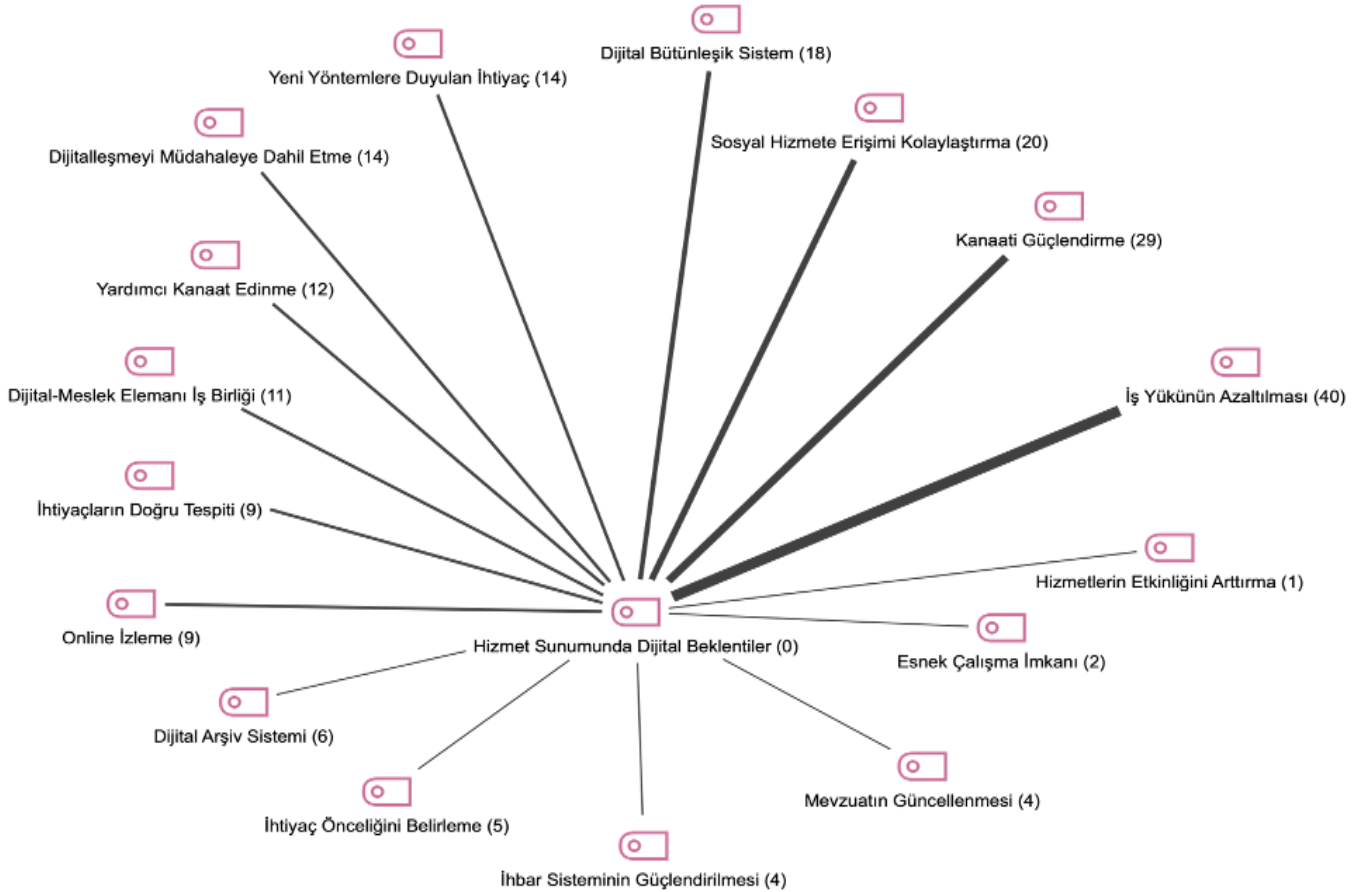 Dijital Bütünleşik Sistem (18)
Yeni Yöntemlere Duyulan İhtiyaç (14)
Sosyal Hizmete Erişimi Kolaylaştırma (20)
Dijitalleşmeyi Müdahaleye Dahil Etme (14)
Kanaati Güçlendirme (29)
Yardımcı Kanaat Edinme (12)
Dijital-Meslek Elemanı İş Birliği (11)
İş Yükünün Azaltılması (40)
İhtiyaçların Doğru Tespiti (9)
Hizmetlerin Etkinliğini Arttırma (1)
Online İzleme (9)
Hizmet Sunumunda Dijital Beklentiler (0)
Esnek Çalışma İmkanı (2)
Dijital Arşiv Sistemi (6)
Mevzuatın Güncellenmesi (4)
İhtiyaç Önceliğini Belirleme (5)
İhbar Sisteminin Güçlendirilmesi (4)